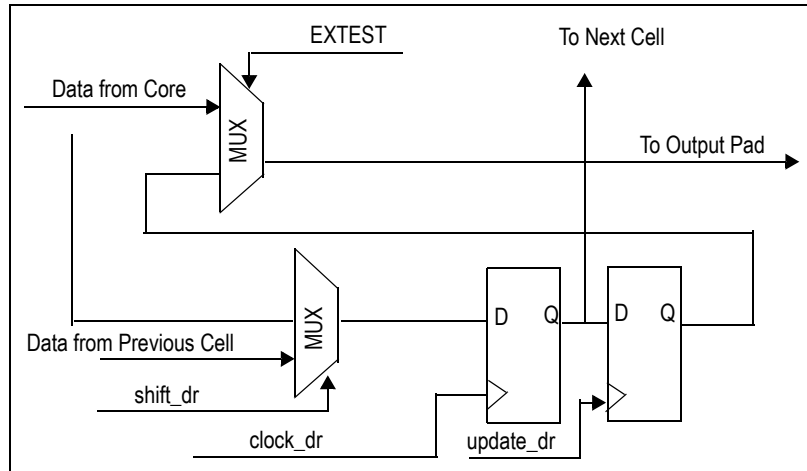 EXTEST
To Next Cell
Data from Core
MUX
To Output Pad
MUX
D Q
D Q
Data from Previous Cell
shift_dr
clock_dr
update_dr